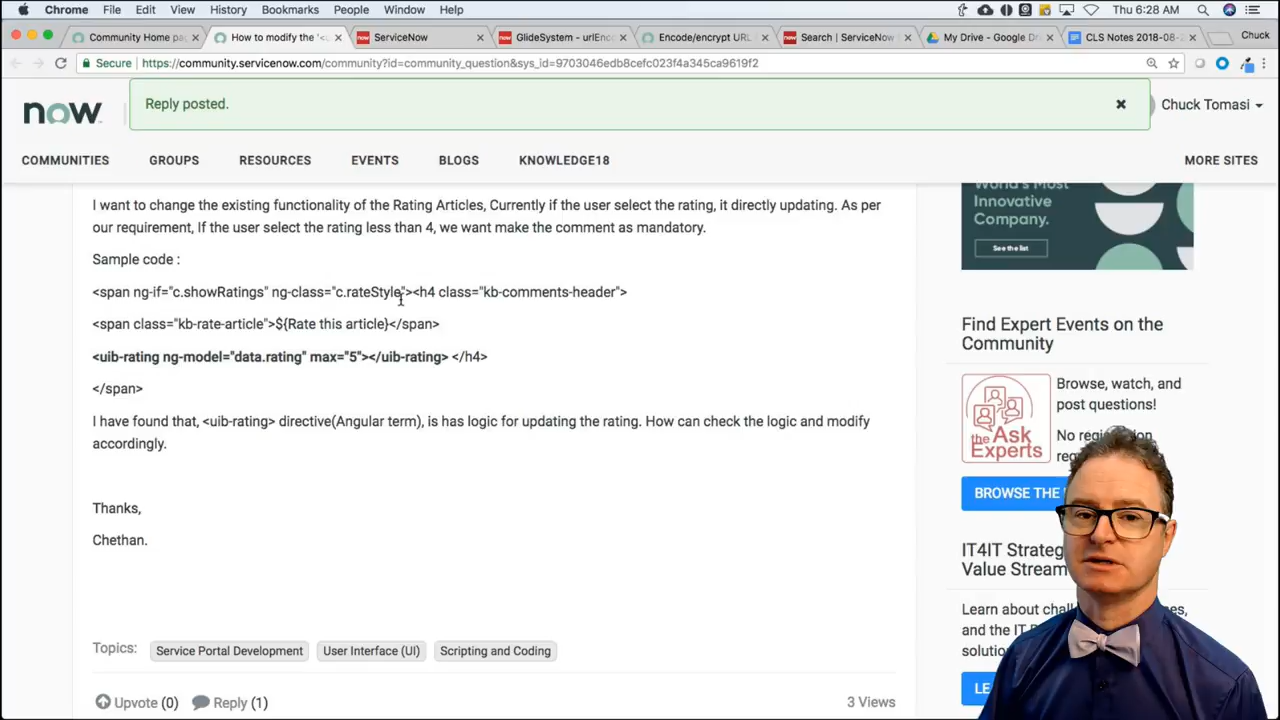 Chrome File Edit View History Bookmarks People Window Help Thu 6:28 AM
Community Home pa
How to modify the '<u
ServiceNow
GlideSystem - urlEnc
Encode/encrypt URL
Search | ServiceNow
My Drive - Google Dr
CLS Notes 2018-08-2
Chuck
Secure https://community.servicenow.com/community?id=community_question&sys_id=9703046edb8cefc023f4a345ca9619f2
Reply posted.
now
Chuck Tomasi
COMMUNITIES GROUPS RESOURCES EVENTS BLOGS KNOWLEDGE18 MORE SITES
I want to change the existing functionality of the Rating Articles, Currently if the user select the rating, it directly updating. As per
our requirement, If the user select the rating less than 4, we want make the comment as mandatory.
Sample code :
<span ng-if="c.showRatings" ng-class="c.rateStyle"><h4 class="kb-comments-header">
<span class="kb-rate-article">${Rate this article}</span>
<uib-rating ng-model="data.rating" max="5"></uib-rating> </h4>
</span>
I have found that, <uib-rating> directive(Angular term), is has logic for updating the rating. How can check the logic and modify
accordingly.
Thanks,
Chethan.
Topics: Service Portal Development User Interface (UI) Scripting and Coding
Upvote (0) Reply (1) 3 Views
World's Most
Innovative
Company.
See the list
Find Expert Events on the
Community
the Ask
Experts
Browse, watch, and
post questions!
No regi
req
BROWSE THE
IT4IT Strateg
Value Stream
Learn about chall
and the IT
solutio
LE